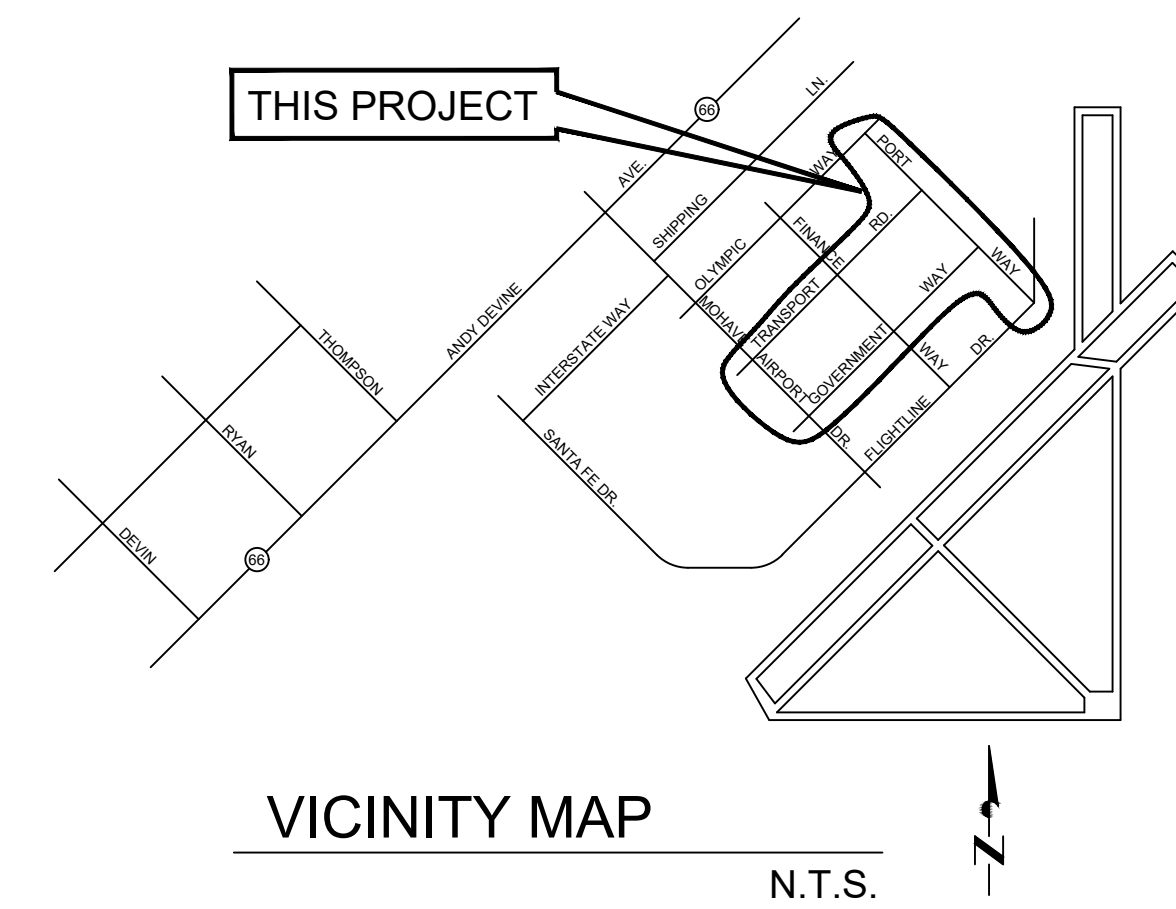 THIS PROJECT
66
LN.
AVE.
SHIPPING
WAY
OLYMPIC
PORT
WAY
FINANCE
WAY
RD.
TRANSPORT
WAY
GOVERNMENT
MOHAVE
AIRPORT
DR.
DR.
FLIGHTLINE
ANDY DEVINE
INTERSTATE WAY
SANTA FE DR.
THOMPSON
RYAN
DEVIN
66
VICINITY MAP
N.T.S.
N